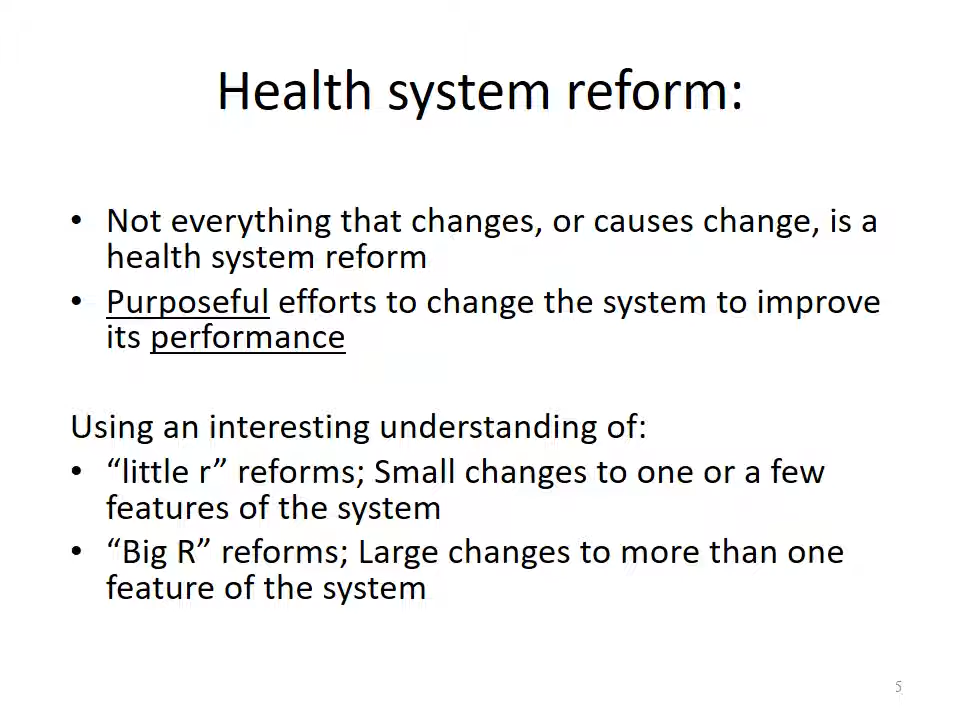 Health system reform:
• Not everything that changes, or causes change, is a
health system reform
• Purposeful efforts to change the system to improve
its performance
Using an interesting understanding of:
• “little r” reforms; Small changes to one or a few
features of the system
• “Big R” reforms; Large changes to more than one
feature of the system
5